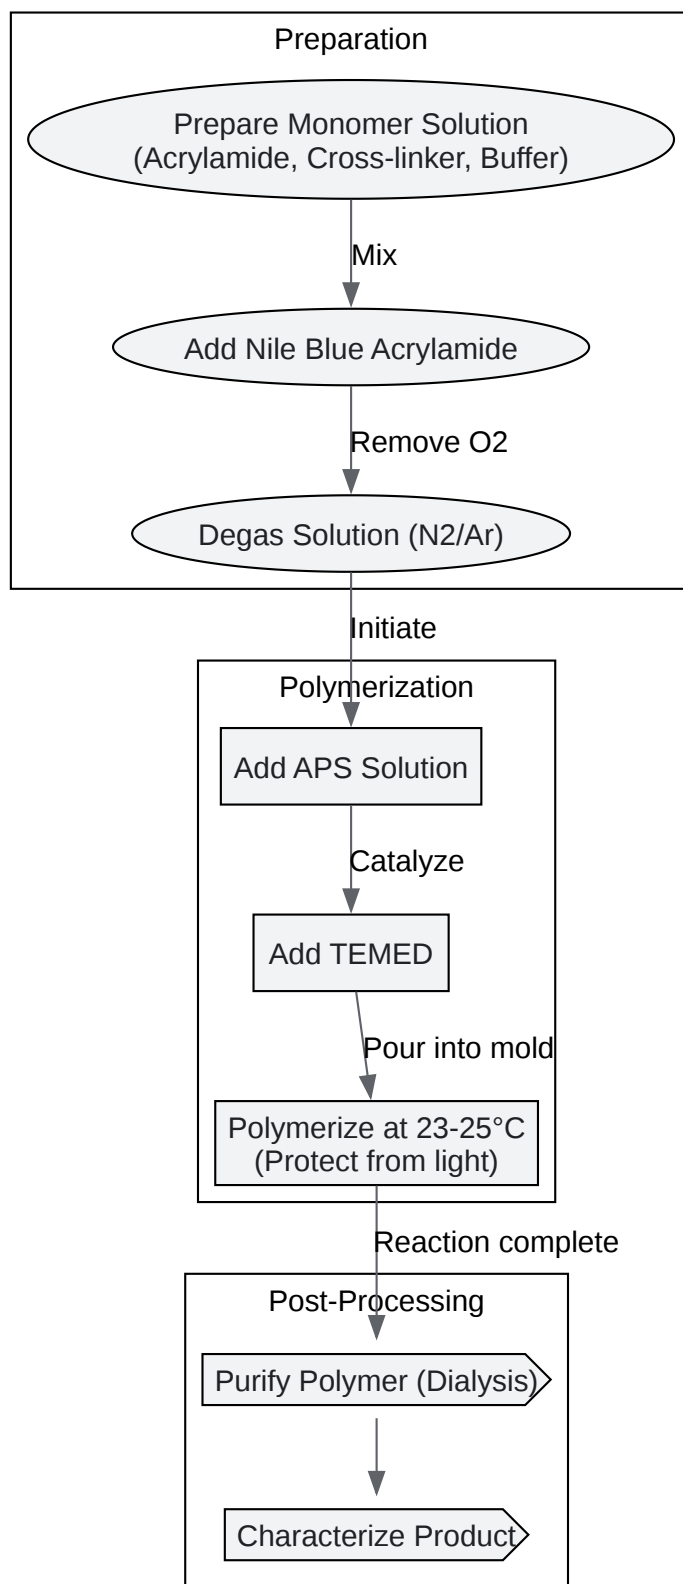 Preparation
Prepare Monomer Solution
(Acrylamide, Cross-linker, Buffer)
Mix
Add Nile Blue Acrylamide
Remove O2
Degas Solution (N2/Ar)
Initiate
Polymerization
Add APS Solution
Catalyze
Add TEMED
Pour into mold
Polymerize at 23-25°C
(Protect from light)
Reaction complete
Post-Processing
Purify Polymer (Dialysis)
Characterize Product